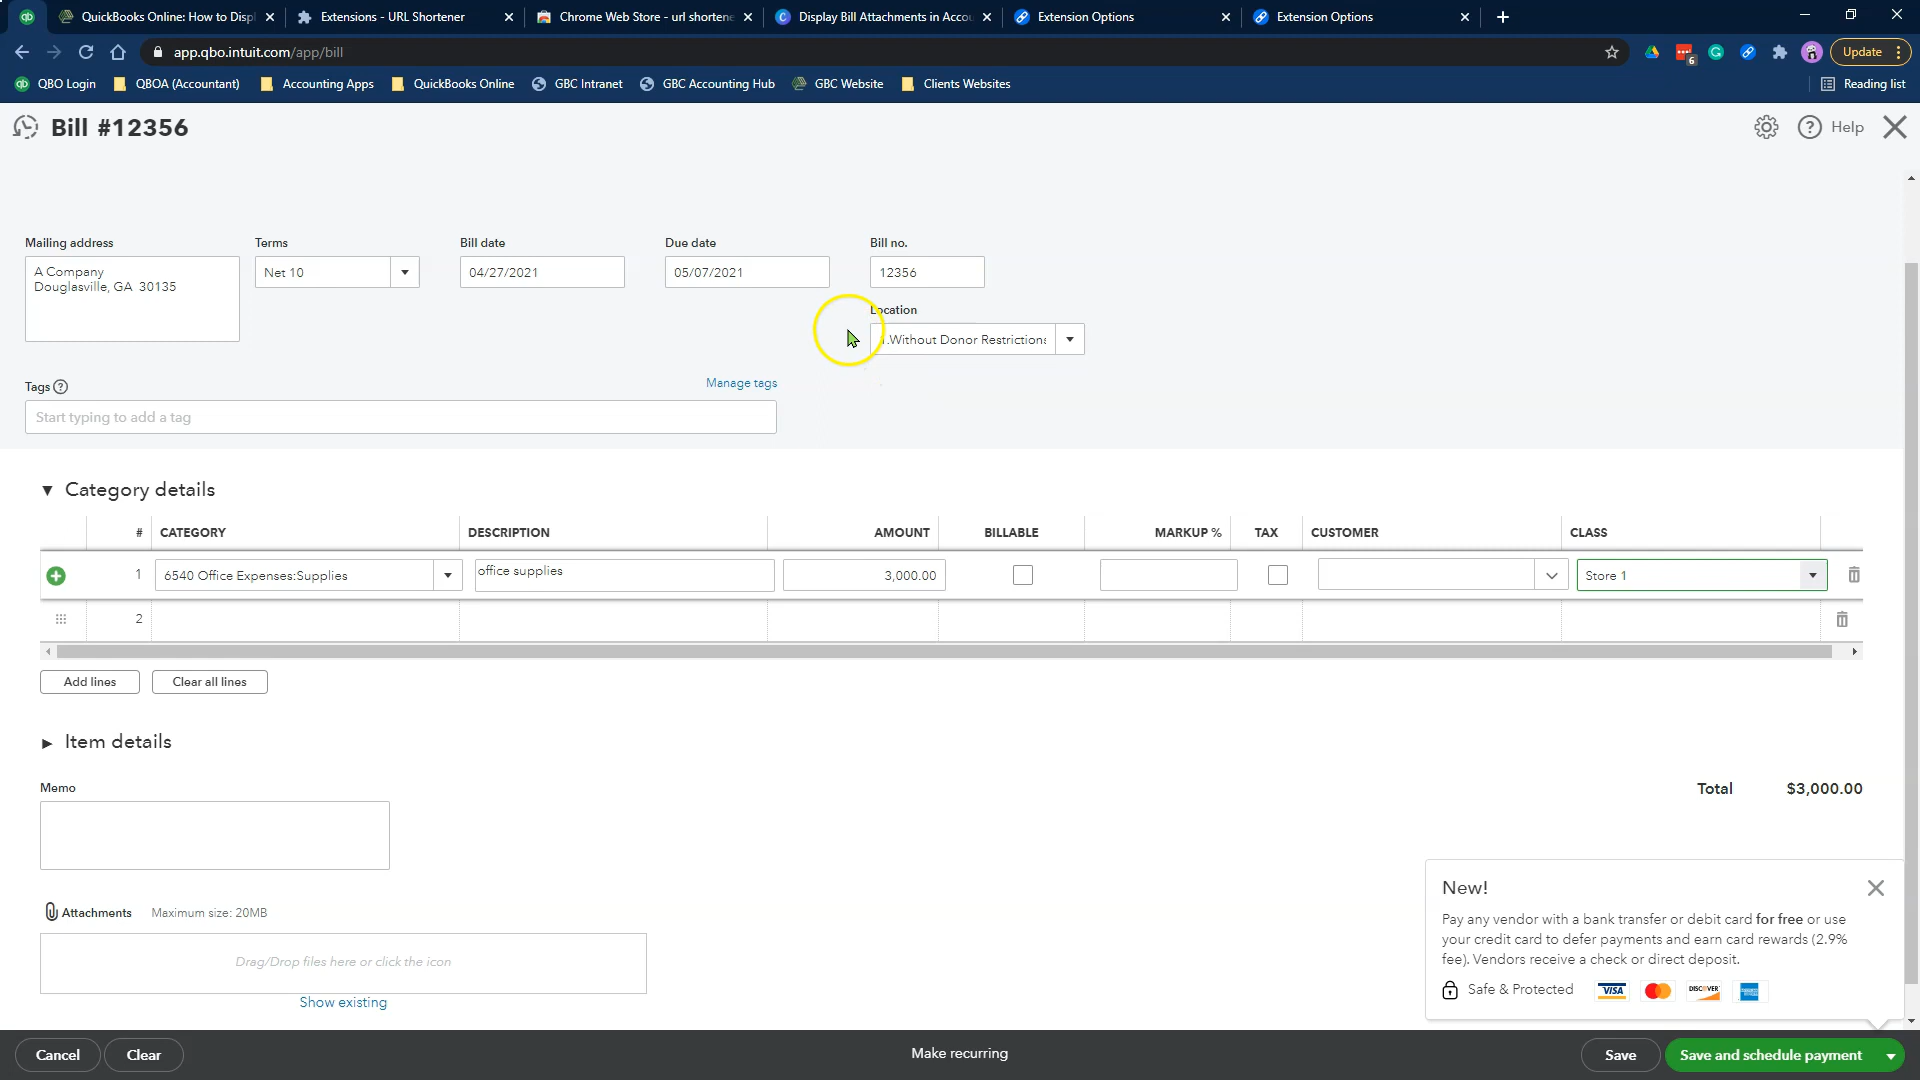 QuickBooks Online: How to Displ
Extensions - URL Shortener
Chrome Web Store - url shortene
Display Bill Attachments in Accou
Extension Options
Extension Options
app.qbo.intuit.com/app/bill
6
Update
QBO Login
QBOA (Accountant)
Accounting Apps
QuickBooks Online
GBC Intranet
GBC Accounting Hub
GBC Website
Clients Websites
Reading list
Bill #12356
Help
Mailing address
Terms
Bill date
Due date
Bill no.
A Company
Douglasville, GA 30135
Net 10
04/27/2021
05/07/2021
12356
Location
1.Without Donor Restrictions
Tags
Manage tags
Start typing to add a tag
Category details
# CATEGORY DESCRIPTION AMOUNT BILLABLE MARKUP % TAX CUSTOMER CLASS
1 6540 Office Expenses:Supplies office supplies 3,000.00 Store 1
2
Add lines
Clear all lines
Item details
Memo
Total $3,000.00
Attachments Maximum size: 20MB
Drag/Drop files here or click the icon
Show existing
New!
Pay any vendor with a bank transfer or debit card for free or use
your credit card to defer payments and earn card rewards (2.9%
fee). Vendors receive a check or direct deposit.
Safe & Protected
VISA
DISCOVER
Cancel
Clear
Make recurring
Save
Save and schedule payment